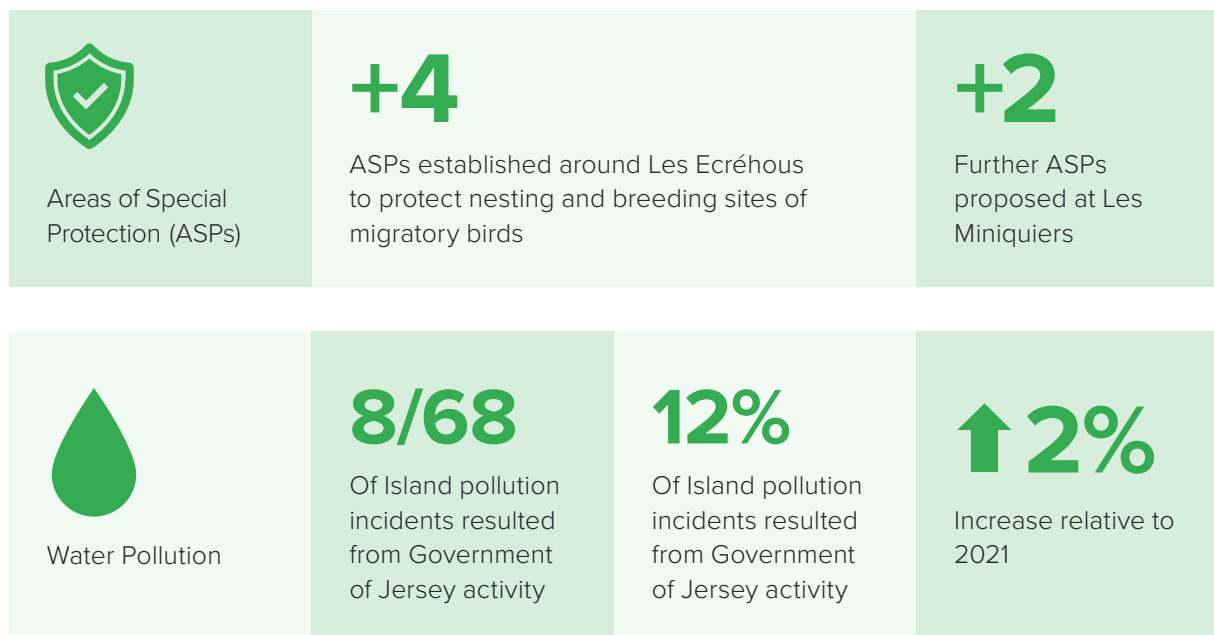 Areas of Special
Protection (ASPs)
+4
ASPs established around Les Ecréhous
to protect nesting and breeding sites of
migratory birds
+2
Further ASPs
proposed at Les
Miniquiers
Water Pollution
8/68
Of Island pollution
incidents resulted
from Government
of Jersey activity
12%
Of Island pollution
incidents resulted
from Government
of Jersey activity
2%
Increase relative to
2021